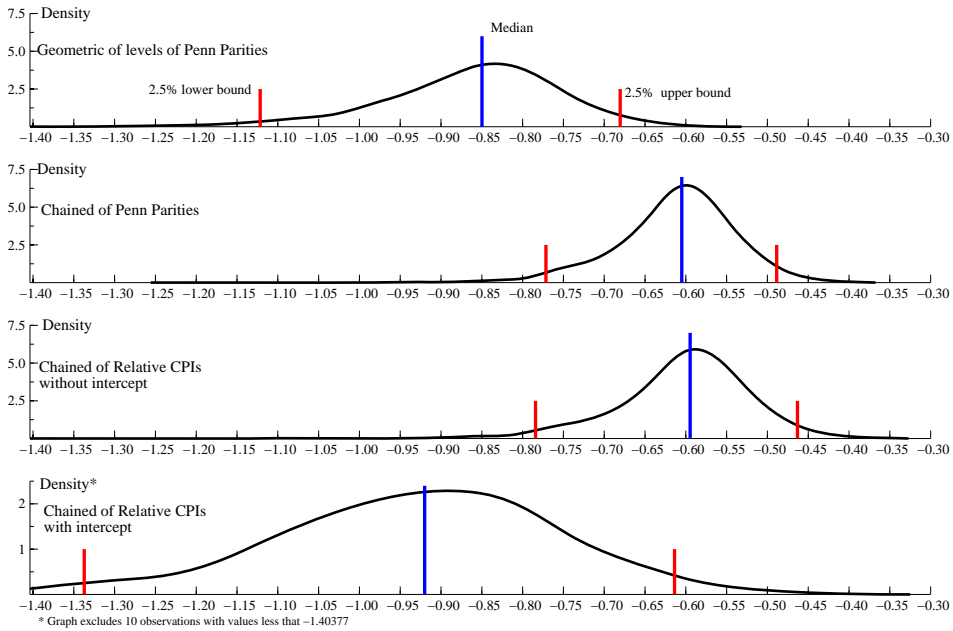 7.5 Density
Geometric of levels of Penn Parities
Median
5.0
2.5% lower bound
2.5% upper bound
2.5
−1.40 −1.35 −1.30 −1.25 −1.20 −1.15 −1.10 −1.05 −1.00 −0.95 −0.90 −0.85 −0.80 −0.75 −0.70 −0.65 −0.60 −0.55 −0.50 −0.45 −0.40 −0.35 −0.30
7.5 Density
Chained of Penn Parities
5.0
2.5
−1.40 −1.35 −1.30 −1.25 −1.20 −1.15 −1.10 −1.05 −1.00 −0.95 −0.90 −0.85 −0.80 −0.75 −0.70 −0.65 −0.60 −0.55 −0.50 −0.45 −0.40 −0.35 −0.30
7.5 Density
5.0
Chained of Relative CPIs
without intercept
2.5
−1.40 −1.35 −1.30 −1.25 −1.20 −1.15 −1.10 −1.05 −1.00 −0.95 −0.90 −0.85 −0.80 −0.75 −0.70 −0.65 −0.60 −0.55 −0.50 −0.45 −0.40 −0.35 −0.30
Density*
2
Chained of Relative CPIs
with intercept
1
−1.40 −1.35 −1.30 −1.25 −1.20 −1.15 −1.10 −1.05 −1.00 −0.95 −0.90 −0.85 −0.80 −0.75 −0.70 −0.65 −0.60 −0.55 −0.50 −0.45 −0.40 −0.35 −0.30
* Graph excludes 10 observations with values less that −1.40377